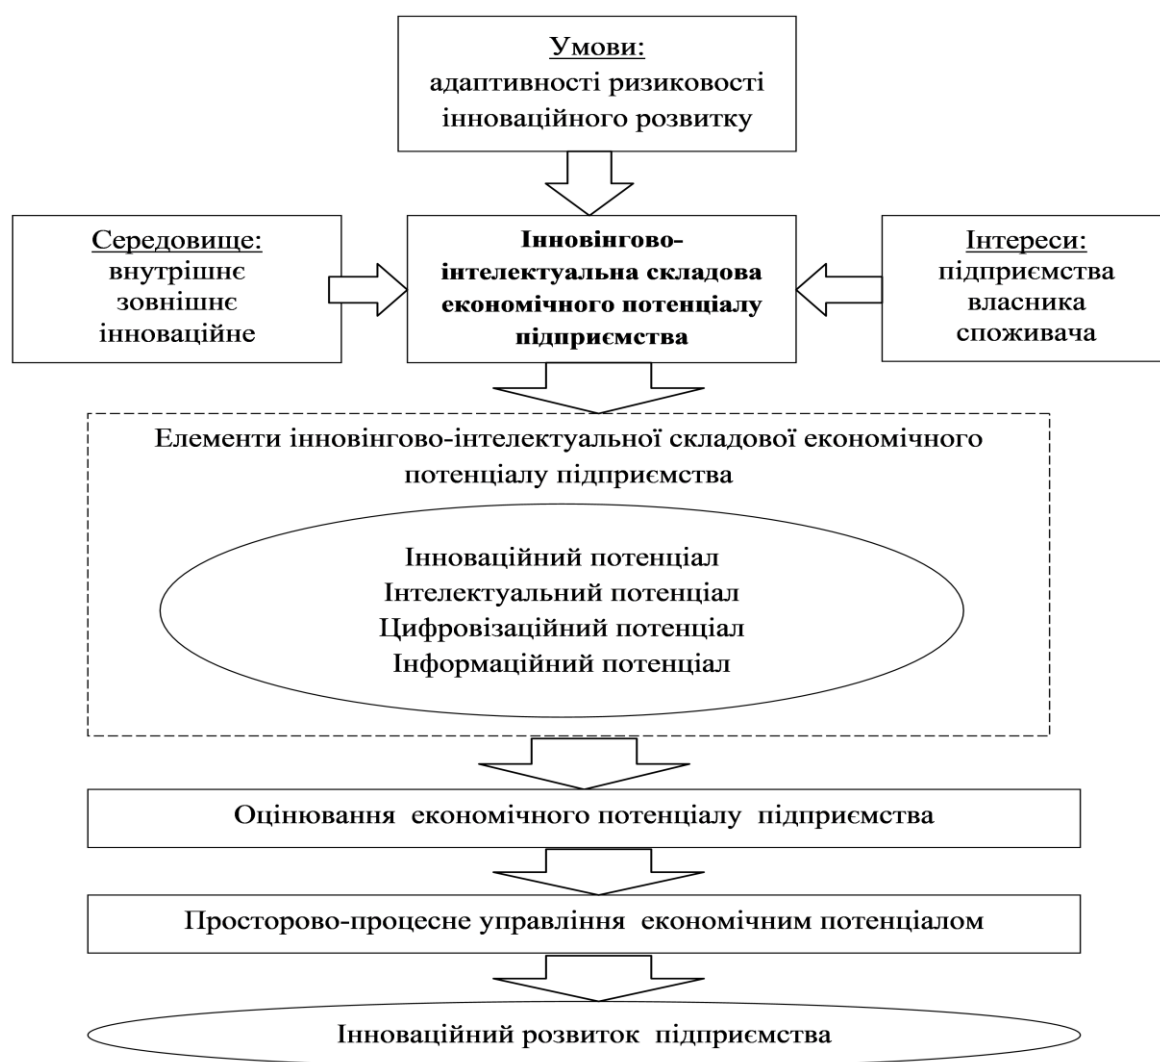 Умови:
адаптивності ризиковості
інноваційного розвитку
Середовище:
внутрішнє
зовнішнє
інноваційне
Інновінгово-
інтелектуальна складова
економічного потенціалу
підприємства
Інтереси:
підприємства
власника
споживача
Елементи інновінгово-інтелектуальної складової економічного
потенціалу підприємства
Інноваційний потенціал
Інтелектуальний потенціал
Цифровізаційний потенціал
Інформаційний потенціал
Оцінювання економічного потенціалу підприємства
Просторово-процесне управління економічним потенціалом
Інноваційний розвиток підприємства